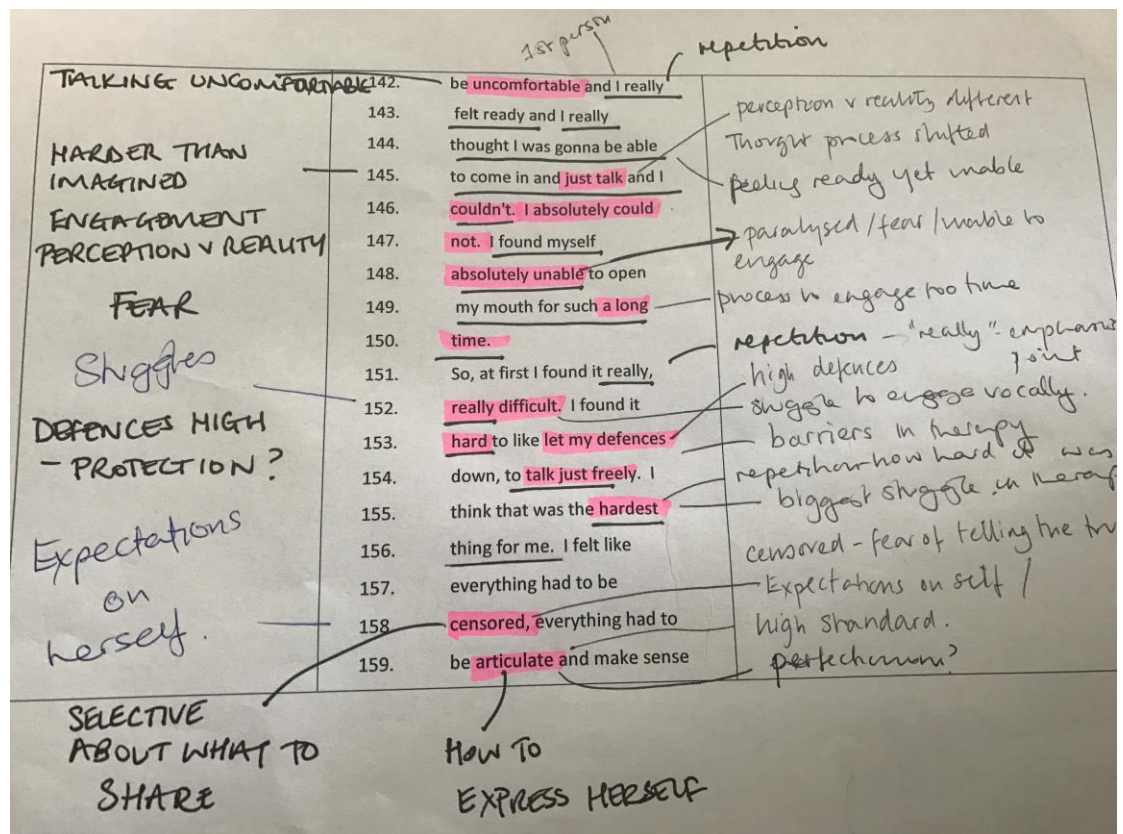 1st person
repetition
TALKING UNCOMFORTABLE
HARDER THAN
IMAGINED
ENGAGEMENT
PERCEPTION V REALITY
FEAR
Struggles
DEFENCES HIGH
- PROTECTION?
Expectations
on
herself.
142. be uncomfortable and I really
143. felt ready and I really
144. thought I was gonna be able
145. to come in and just talk and I
146. couldn't. I absolutely could
147. not. I found myself
148. absolutely unable to open
149. my mouth for such a long
150. time.
151. So, at first I found it really,
152. really difficult. I found it
153. hard to like let my defences
154. down, to talk just freely. I
155. think that was the hardest
156. thing for me. I felt like
157. everything had to be
158. censored, everything had to
159. be articulate and make sense
perception v reality different
Thought process shifted
feeling ready yet unable
paralysed/fear/unable to
engage
process to engage too time
repetition - "really" - emphasis
point
high defences
struggle to engage vocally.
barriers in therapy
repetition how hard it was
biggest struggle in therapy
censored - fear of telling the tru
Expectations on self /
high standard.
perfectionism?
SELECTIVE
ABOUT WHAT TO
SHARE
HOW TO
EXPRESS HERSELF